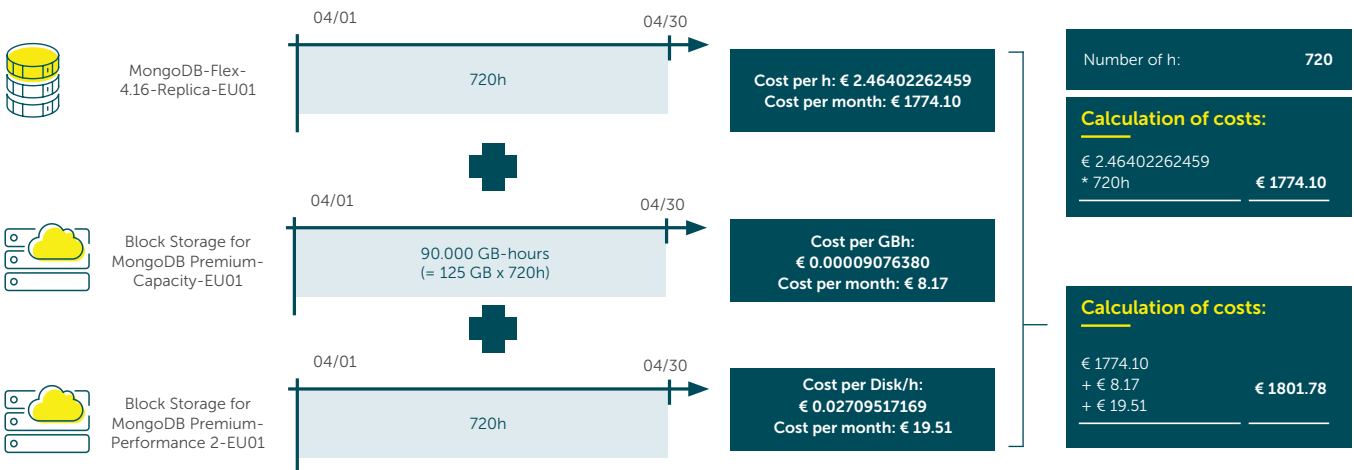 04/01
04/30
MongoDB-Flex-
4.16-Replica-EU01
720h
Cost per h: € 2.46402262459
Cost per month: € 1774.10
04/01
04/30
Block Storage for
MongoDB Premium-
Capacity-EU01
90.000 GB-hours
(= 125 GB x 720h)
Cost per GBh:
€ 0.00009076380
Cost per month: € 8.17
04/01
04/30
Block Storage for
MongoDB Premium-
Performance 2-EU01
720h
Cost per Disk/h:
€ 0.02709517169
Cost per month: € 19.51
Number of h: 720
Calculation of costs:
€ 2.46402262459
* 720h € 1774.10
Calculation of costs:
€ 1774.10
+ € 8.17 € 1801.78
+ € 19.51